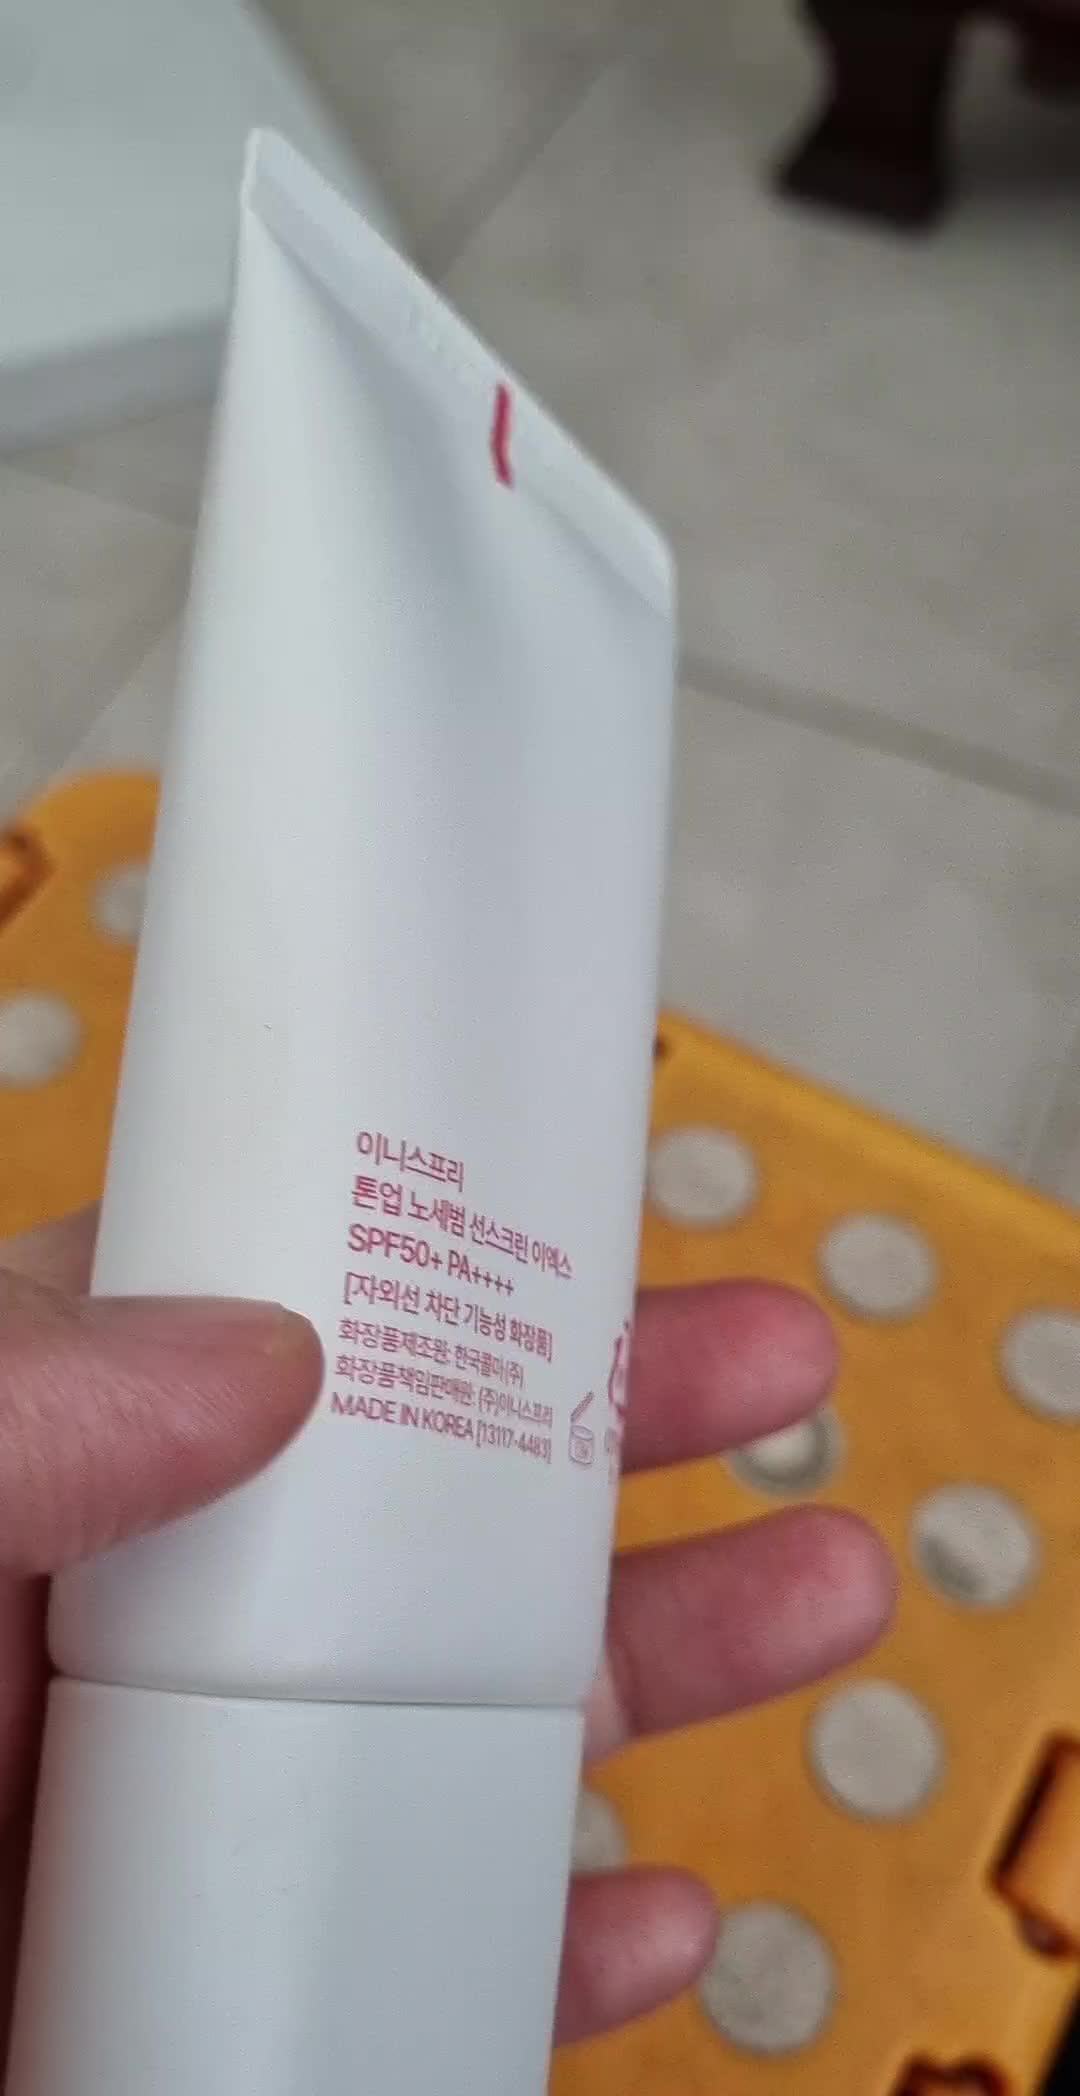 이니스프리
톤업 노세범 선스크린 이엑스
SPF50+ PA++++
[자외선 차단 기능성 화장품]
화장품제조원: 한국콜마(주)
화장품책임판매원: (주)이니스프리
MADE IN KOREA [13117-4483]